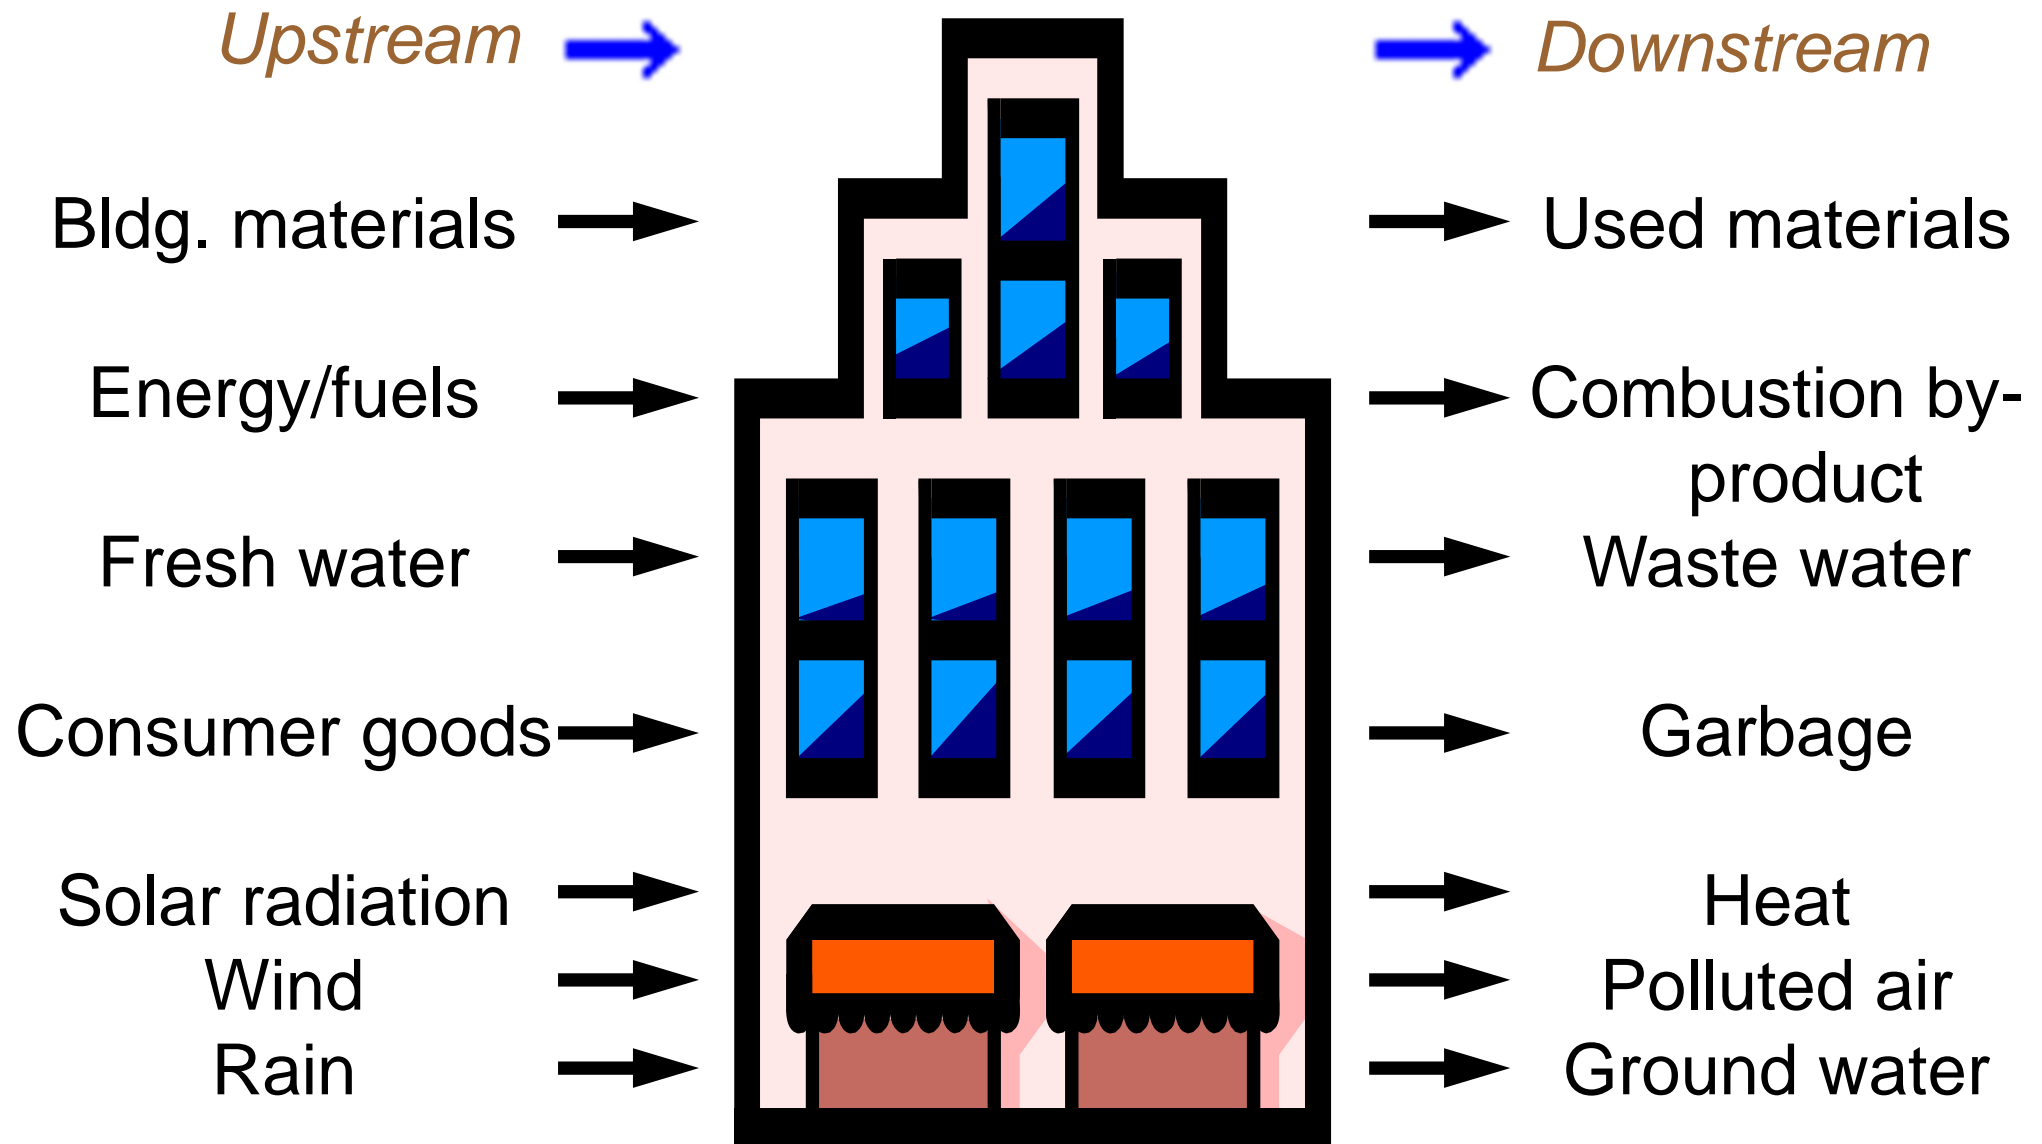 Upstream
Downstream
Bldg. materials
Used materials
Energy/fuels
Combustion by-
product
Fresh water
Waste water
Consumer goods
Garbage
Solar radiation
Heat
Wind
Polluted air
Rain
Ground water